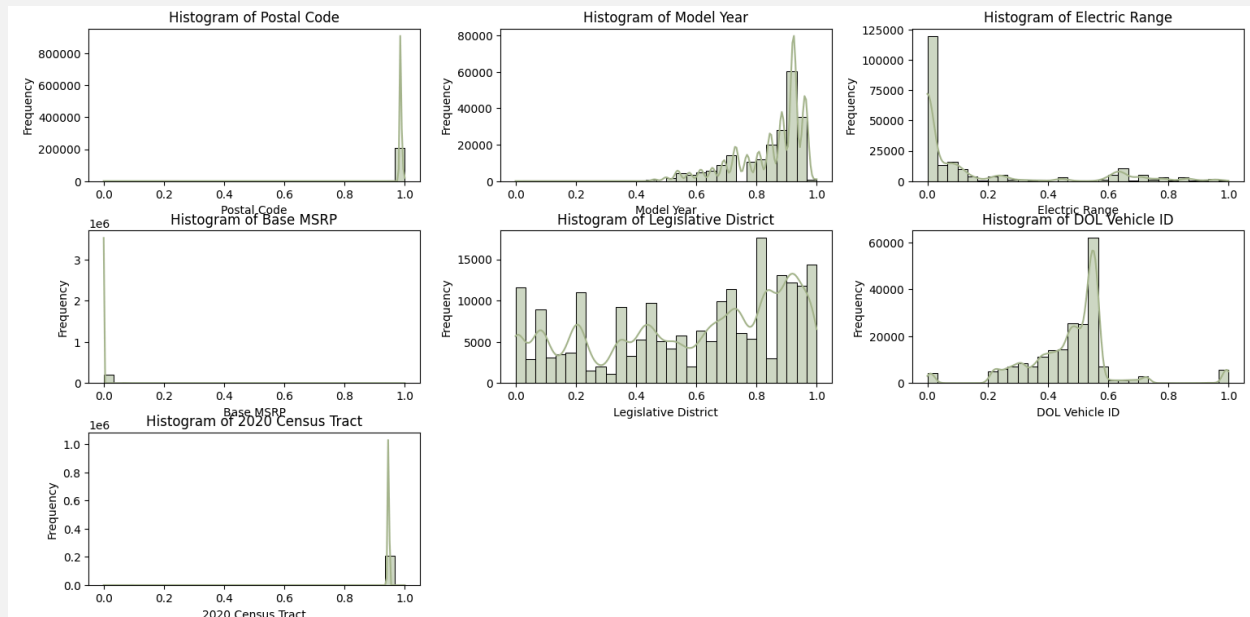 Histogram of Postal Code
Frequency
800000
600000
400000
200000
0
0.0 0.2 0.4 0.6 0.8 1.0
Postal Code
Histogram of Model Year
Frequency
80000
60000
40000
20000
0
0.0 0.2 0.4 0.6 0.8 1.0
Model Year
Histogram of Electric Range
Frequency
125000
100000
75000
50000
25000
0
0.0 0.2 0.4 0.6 0.8 1.0
Electric Range
Histogram of Base MSRP
1e6
Frequency
3
2
1
0
0.0 0.2 0.4 0.6 0.8 1.0
Base MSRP
Histogram of Legislative District
Frequency
15000
10000
5000
0
0.0 0.2 0.4 0.6 0.8 1.0
Legislative District
Histogram of DOL Vehicle ID
Frequency
60000
40000
20000
0
0.0 0.2 0.4 0.6 0.8 1.0
DOL Vehicle ID
Histogram of 2020 Census Tract
1e6
Frequency
1.0
0.8
0.6
0.4
0.2
0.0
0.0 0.2 0.4 0.6 0.8 1.0
2020 Census Tract